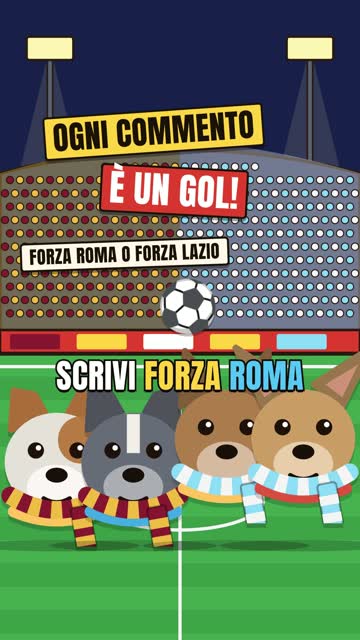 OGNI COMMENTO
È UN GOL!
FORZA ROMA O FORZA LAZIO
SCRIVI FORZA ROMA